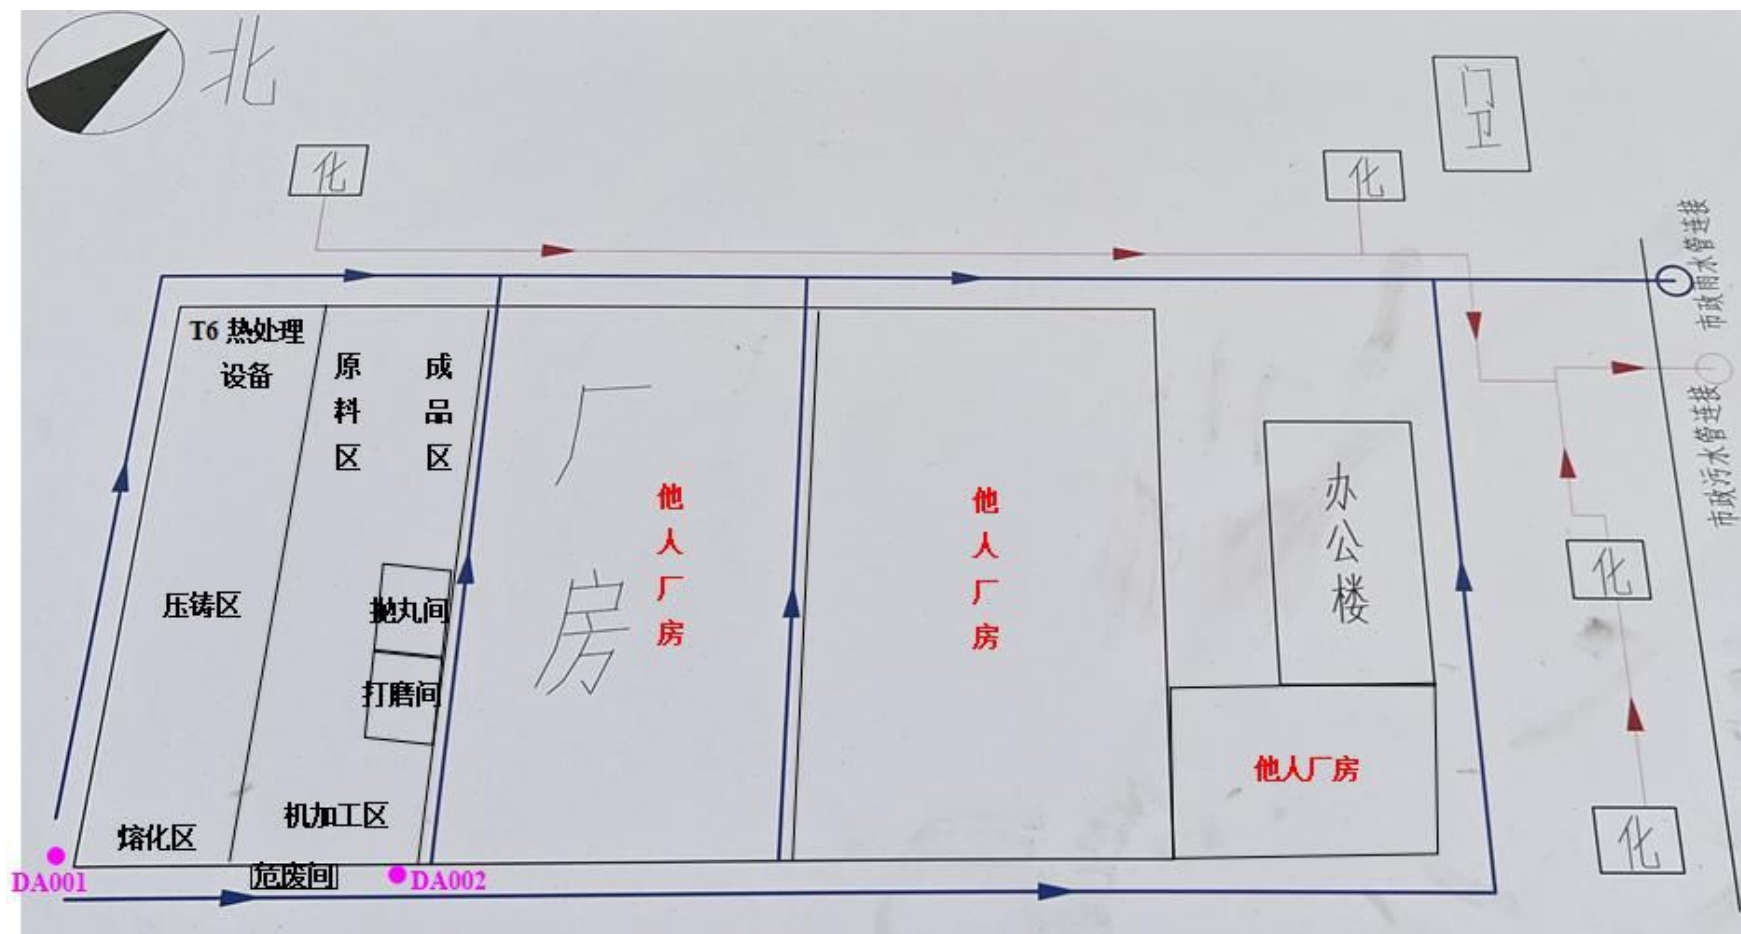 北
门卫
化
化
市政雨水管连接
T6 热处理
设备
原料区
成品区
厂房
他人厂房
他人厂房
办公楼
市政污水管连接
化
压铸区
抛丸间
打磨间
他人厂房
机加工区
熔化区
化
危废间
DA001
DA002